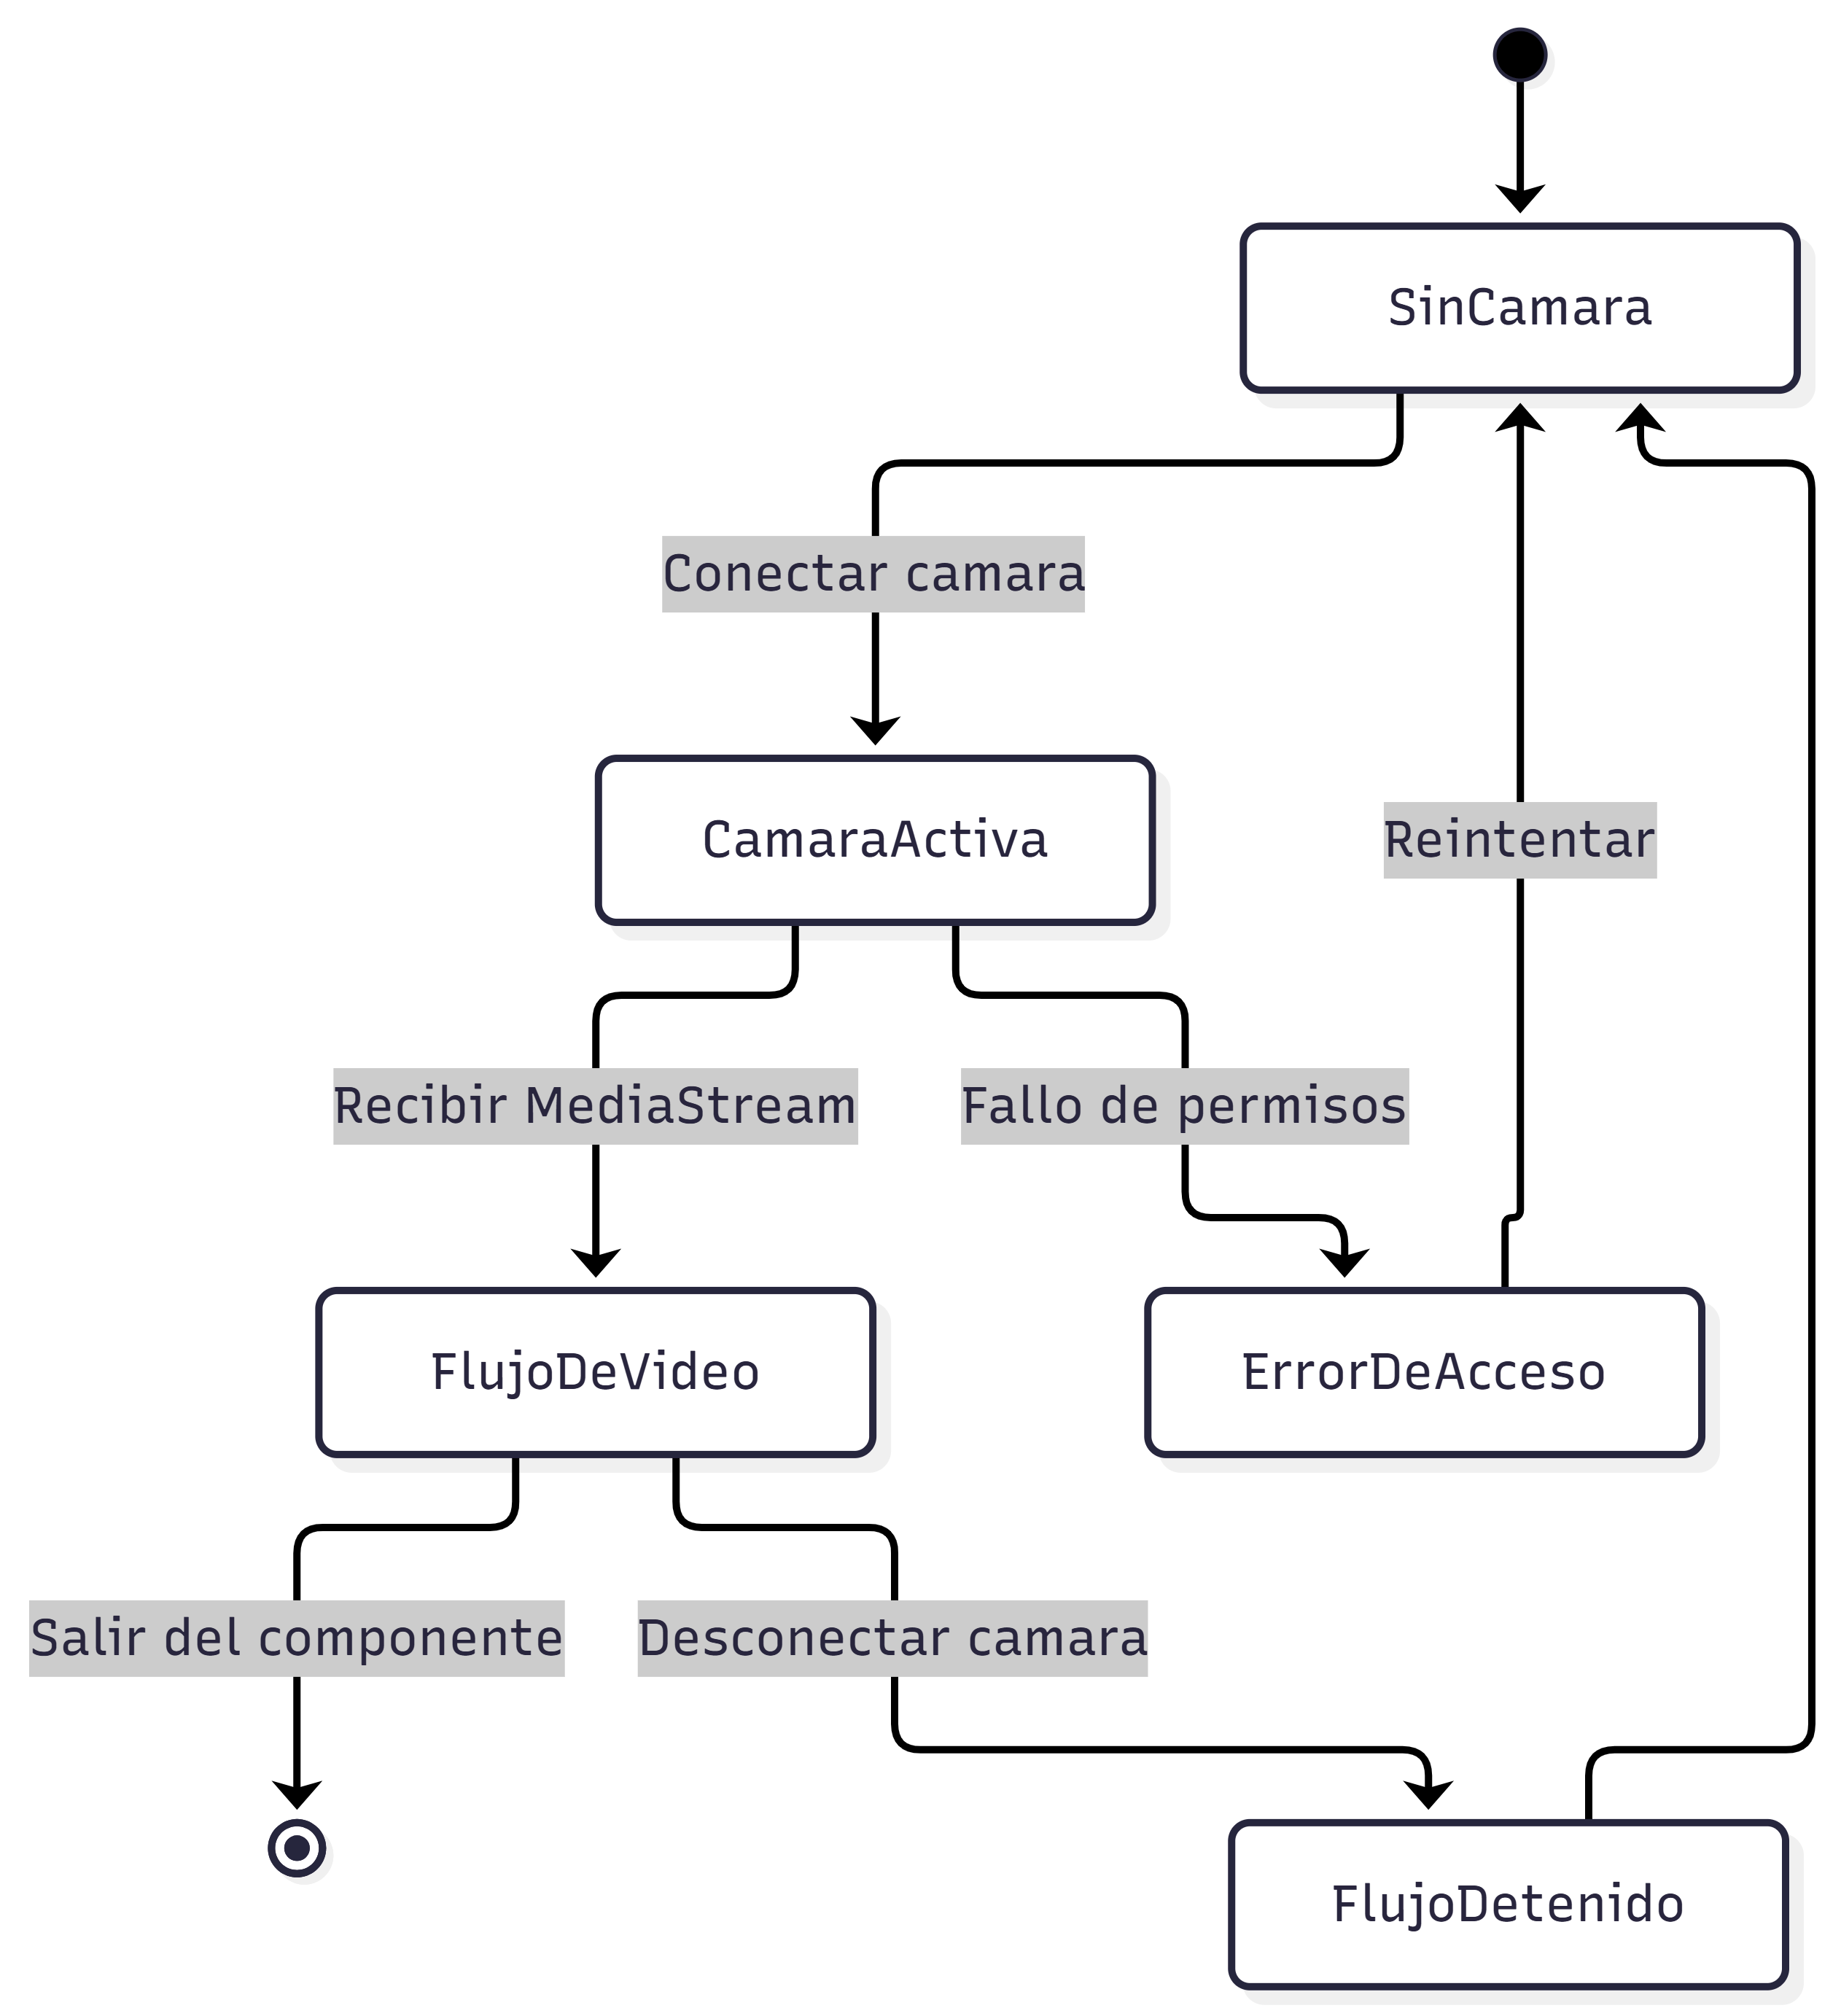 SinCamara
Conectar camara
CamaraActiva
Reintentar
Recibir MediaStream
Fallo de permisos
FlujoDeVideo
ErrorDeAcceso
Salir del componente
Desconectar camara
FlujoDetenido